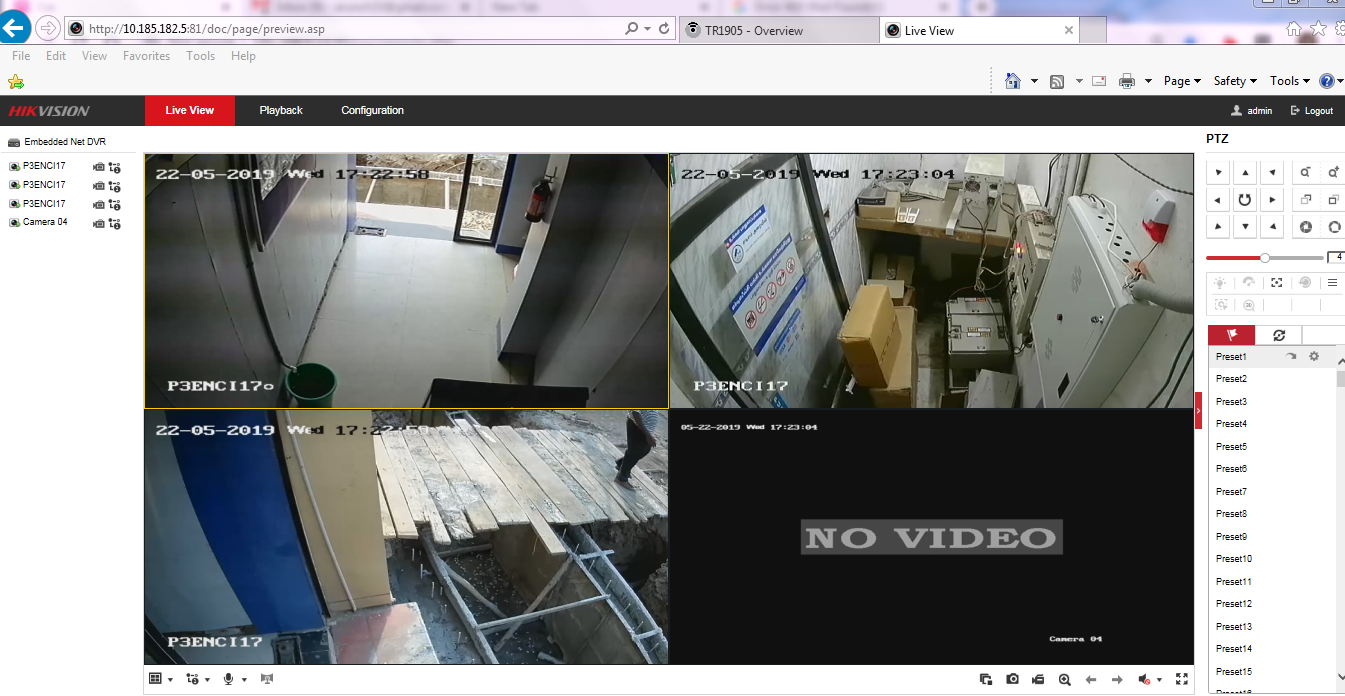 http://10.185.182.5:81/doc/page/preview.asp
TR1905 - Overview
Live View
File Edit View Favorites Tools Help
Page Safety Tools
HIKVISION
Live View Playback Configuration
admin Logout
Embedded Net DVR
P3ENCI17
P3ENCI17
P3ENCI17
Camera 04
22-05-2019 Wed 17:22:58
P3ENCI17
22-05-2019 Wed 17:23:04
P3ENCI17
22-05-2019 Wed 17:22:59
P3ENCI17
05-22-2019 Wed 17:23:04
NO VIDEO
Camera 04
PTZ
4
Preset1
Preset2
Preset3
Preset4
Preset5
Preset6
Preset7
Preset8
Preset9
Preset10
Preset11
Preset12
Preset13
Preset14
Preset15